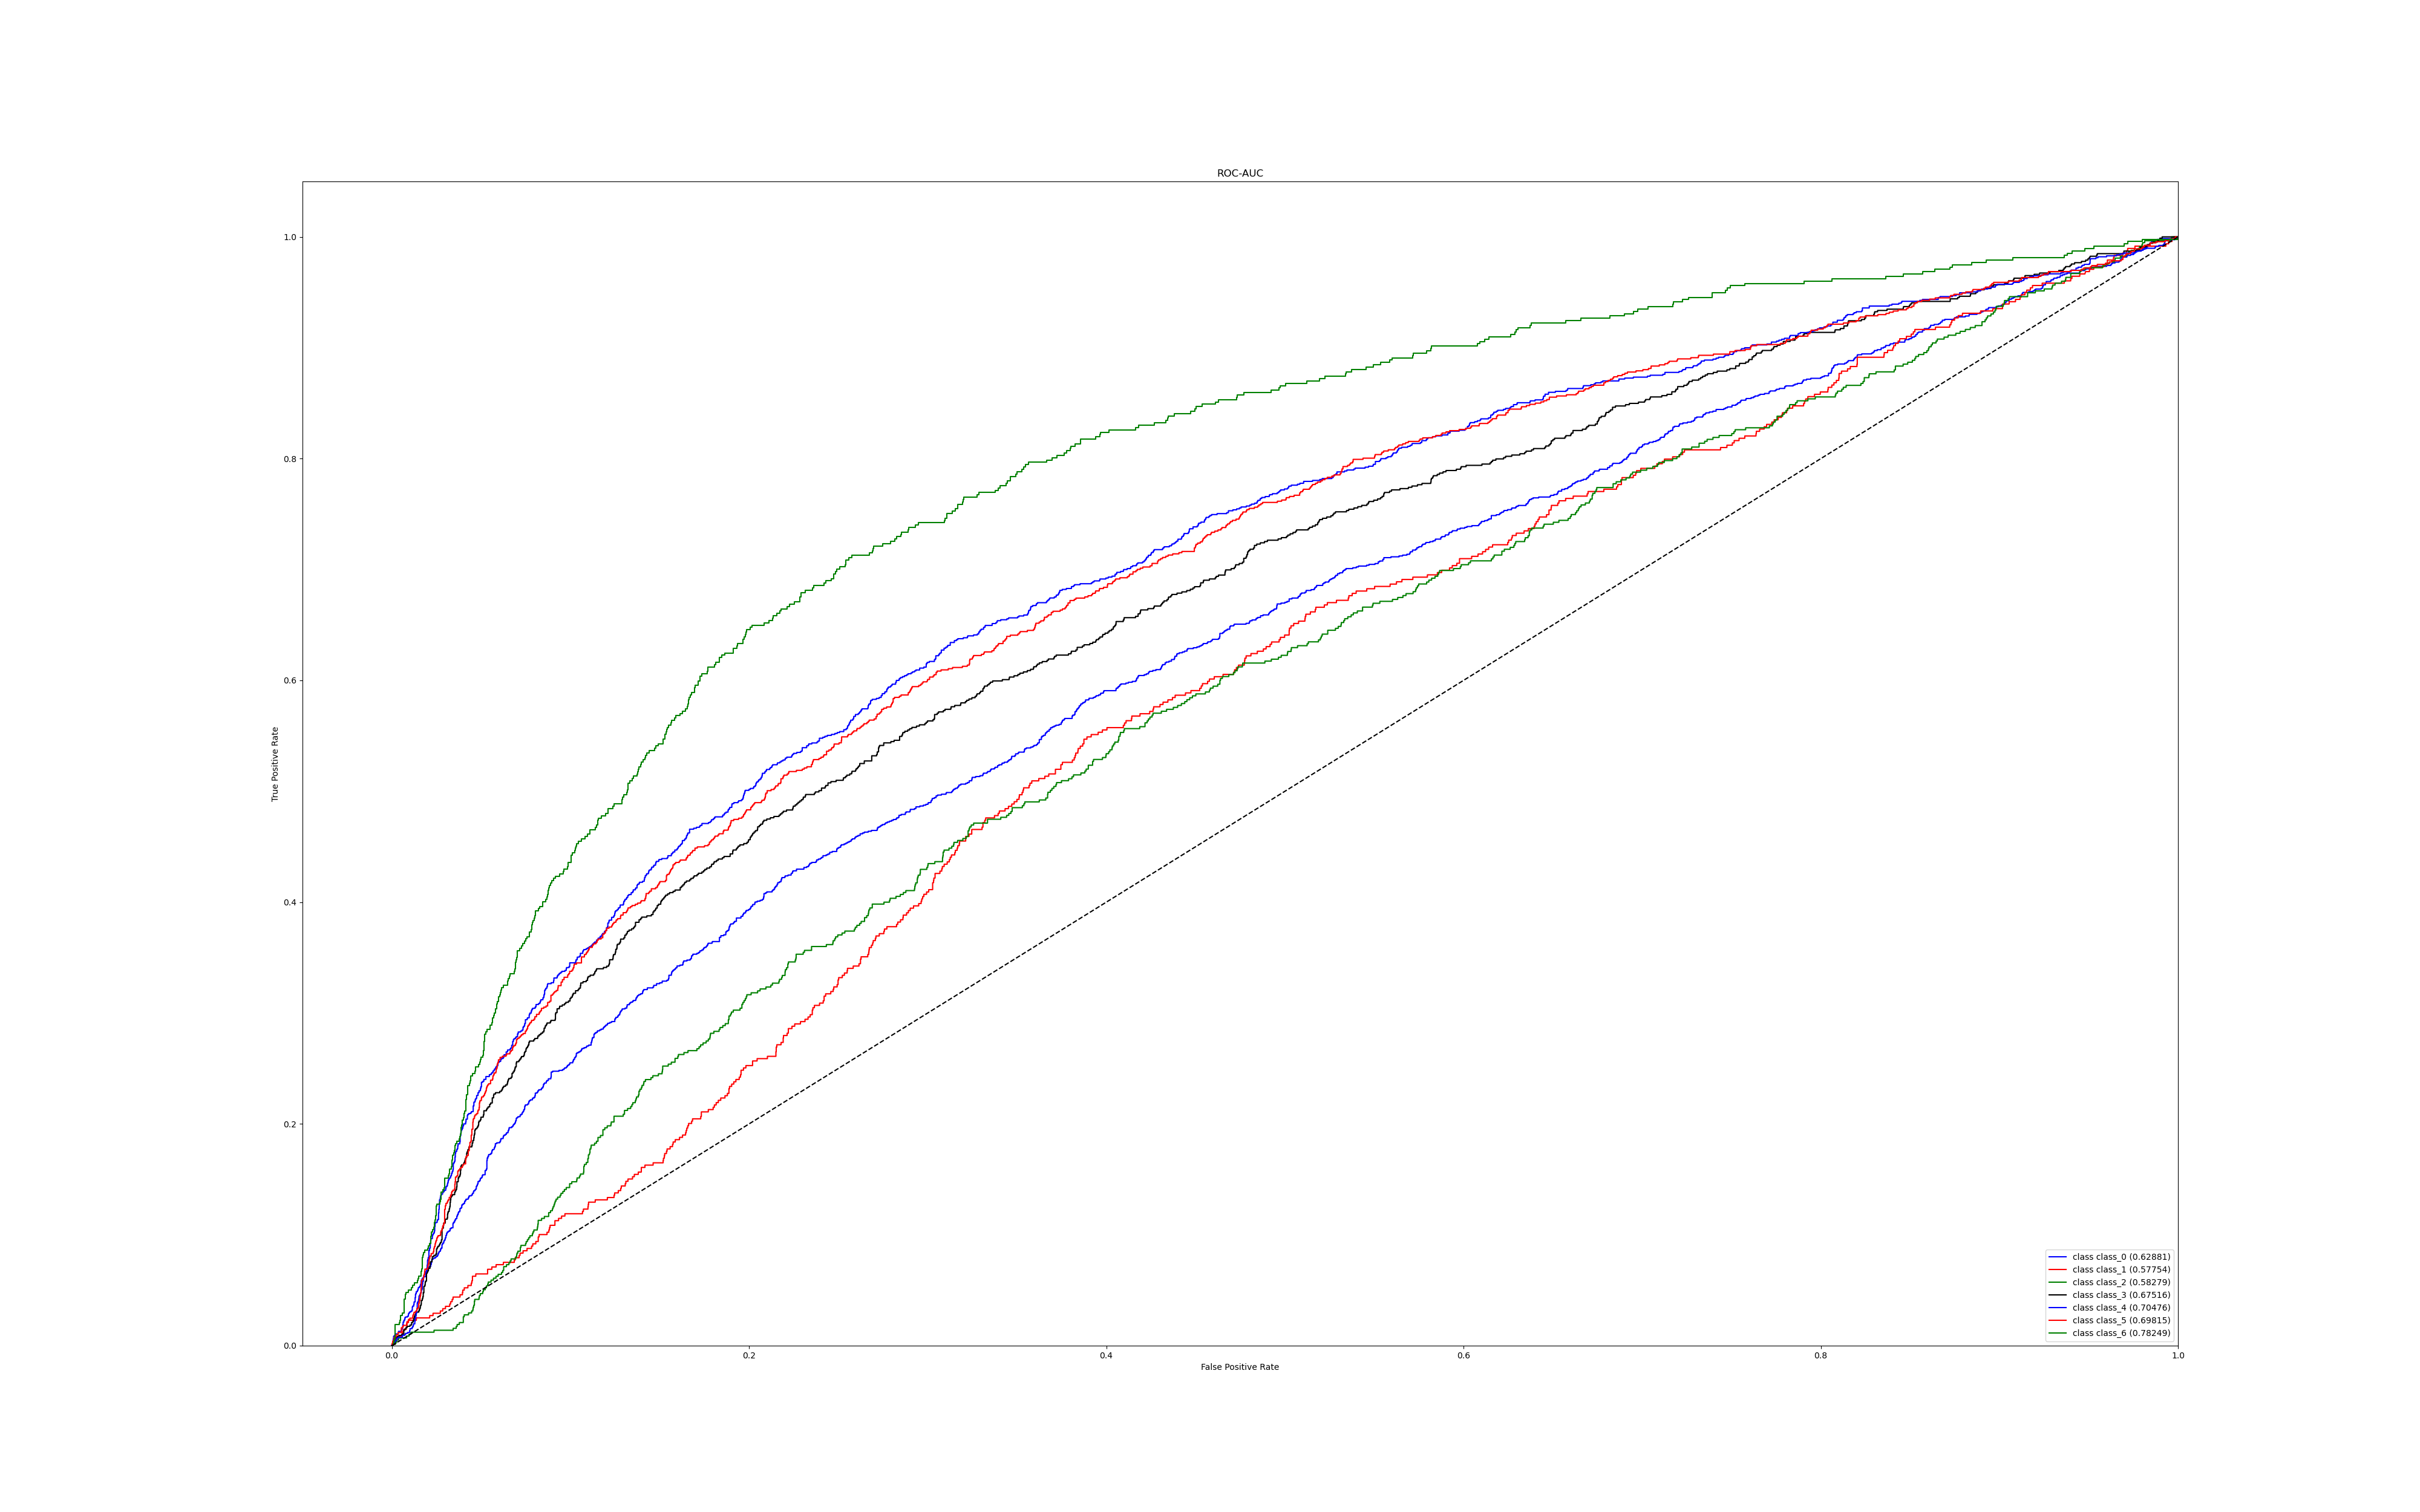 ROC-AUC
1.0
0.8
0.6
0.4
0.2
0.0
True Positive Rate
0.0 0.2 0.4 0.6 0.8 1.0
False Positive Rate
class class_0 (0.62881)
class class_1 (0.57754)
class class_2 (0.58279)
class class_3 (0.67516)
class class_4 (0.70476)
class class_5 (0.69815)
class class_6 (0.78249)